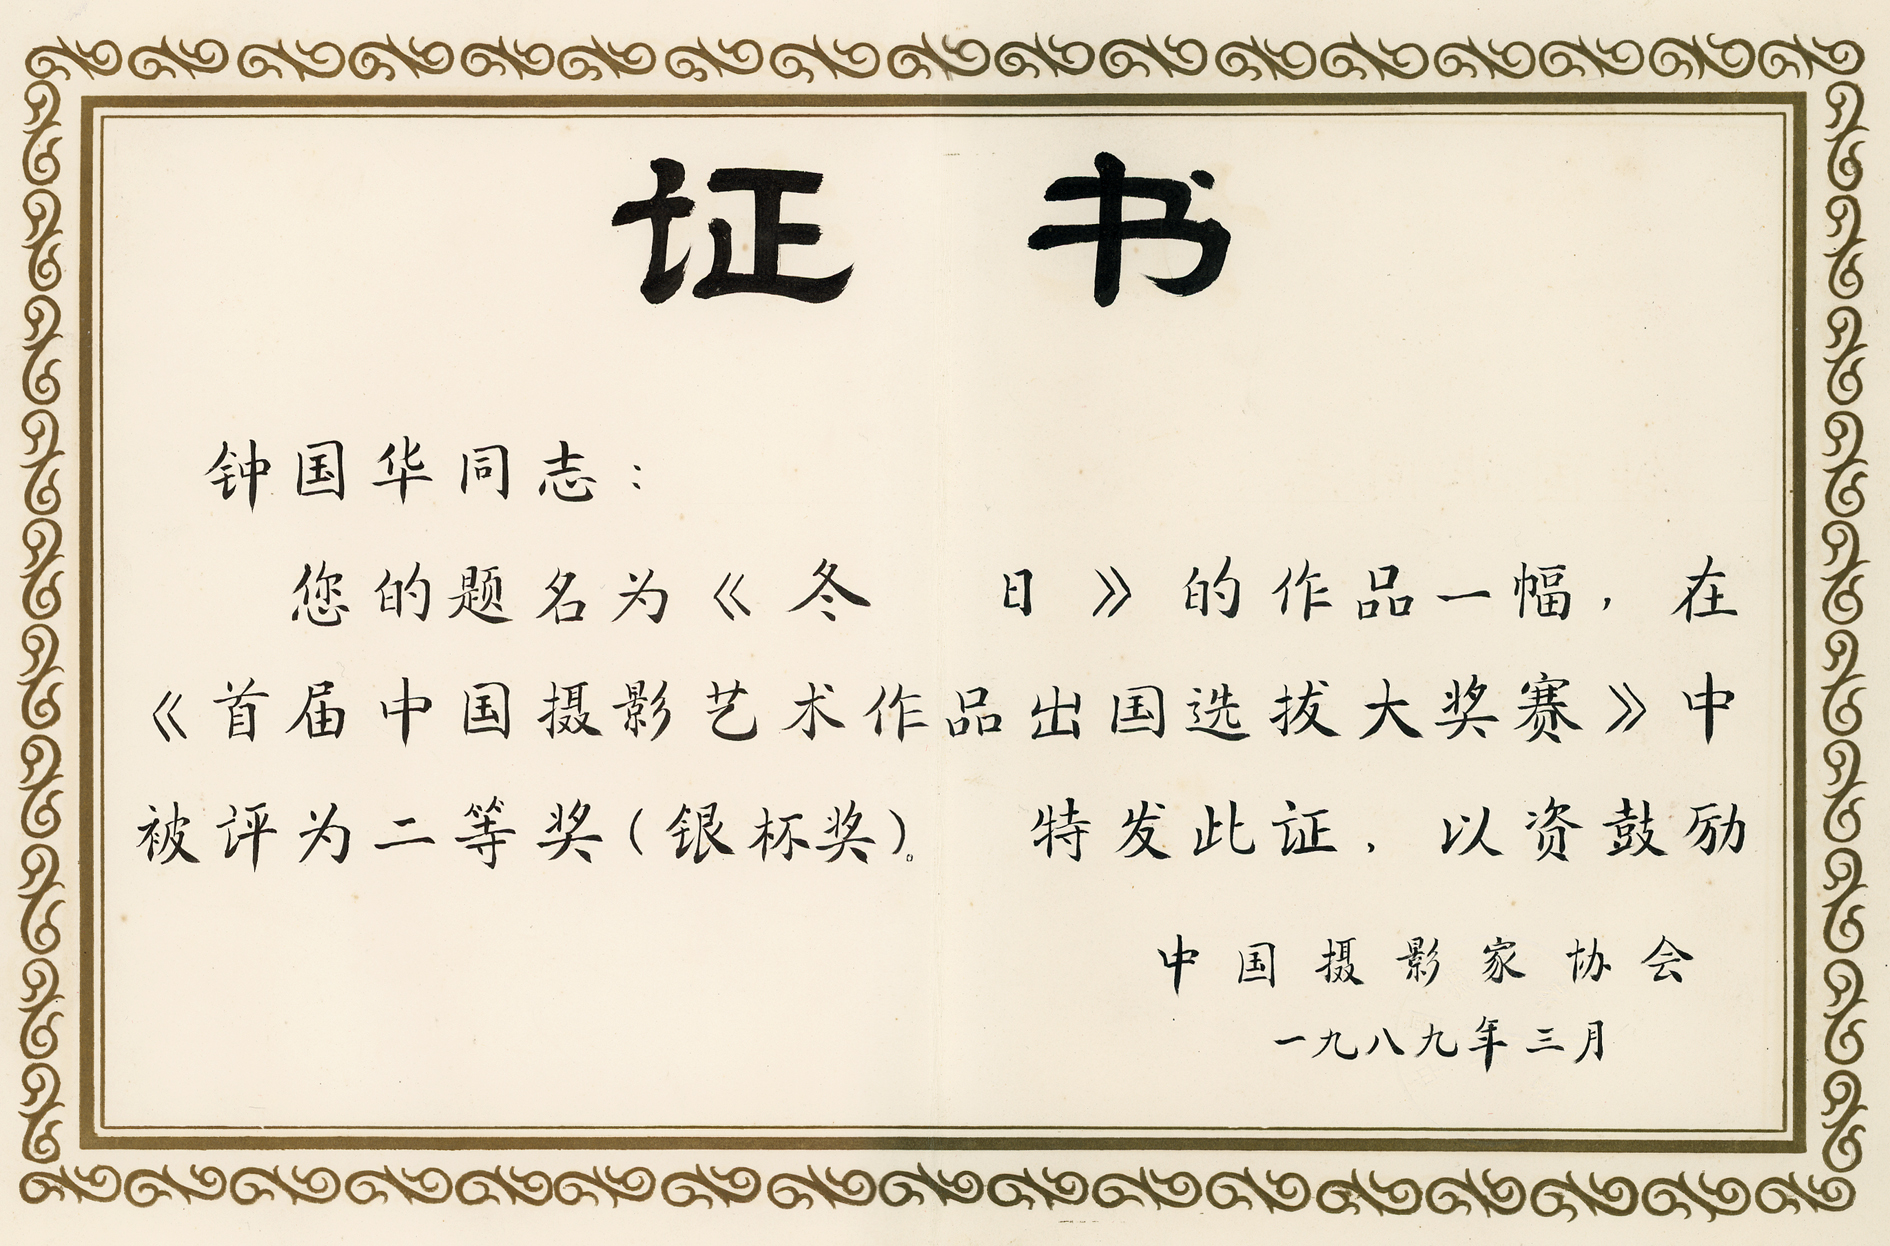 证书
钟国华同志：
您的题名为《冬 日》的作品一幅，在
《首届中国摄影艺术作品出国选拔大奖赛》中
被评为二等奖（银杯奖）。 特发此证，以资鼓励
中国摄影家协会
一九八九年三月